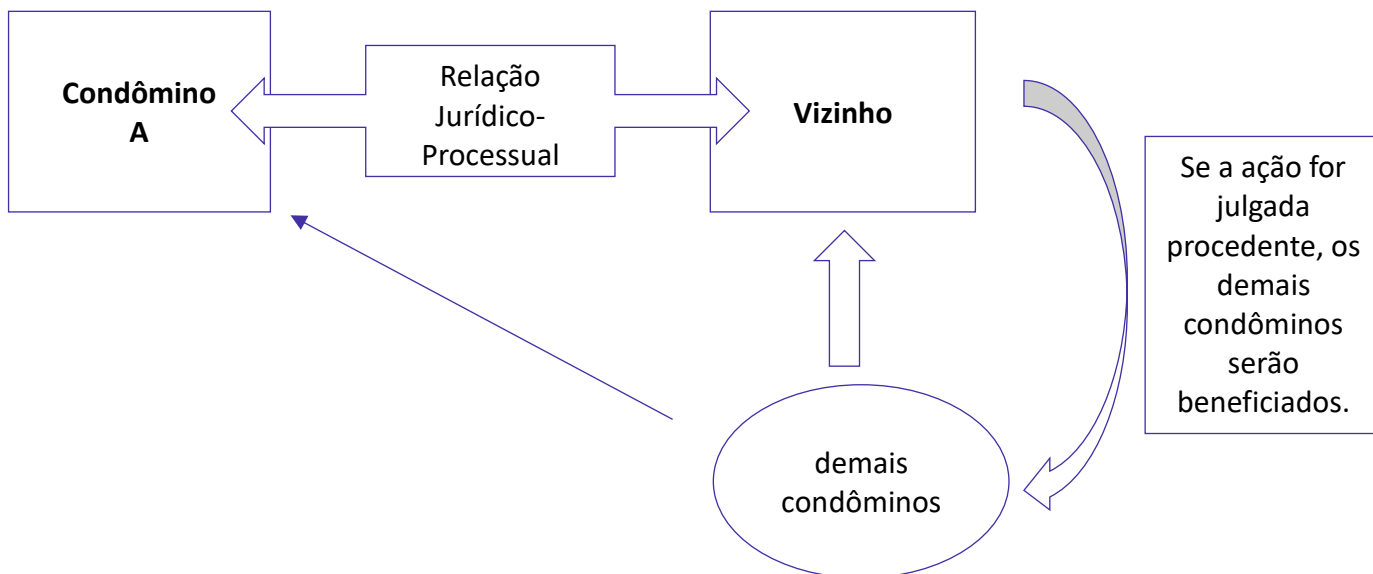 Condômino
A
Relação
Jurídico-
Processual
Vizinho
Se a ação for
julgada
procedente, os
demais
condôminos
serão
beneficiados.
demais
condôminos